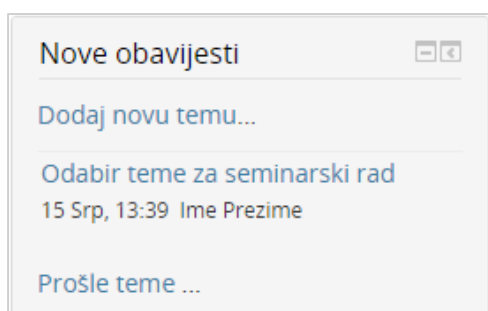 Nove obavijesti
Dodaj novu temu...
Odabir teme za seminarski rad
15 Srp, 13:39 Ime Prezime
Prošle teme ...